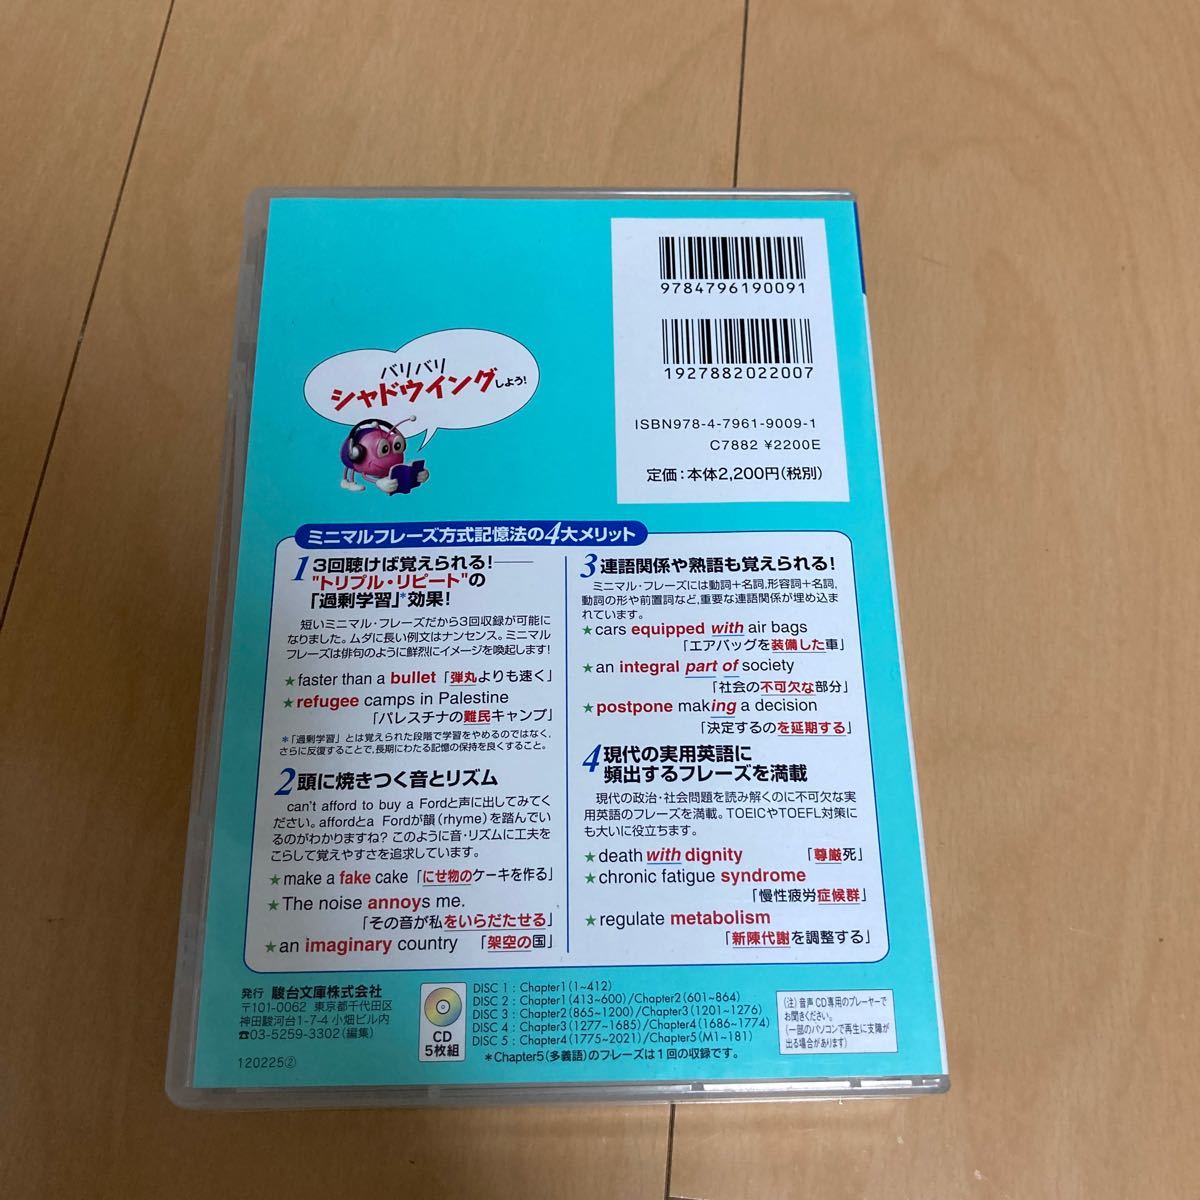 9784796190091
1927882022007
ISBN978-4-7961-9009-1
C7882 ¥2200E
定価：本体2,200円（税別）
バリバリ
シャドウイングしよう！
ミニマルフレーズ方式記憶法の4大メリット
1 3回聴けば覚えられる！――
"トリプル・リピート"の
「過剰学習」*効果！
短いミニマル・フレーズだから3回収録が可能に
なりました。ムダに長い例文はナンセンス。ミニマル
フレーズは俳句のように鮮烈にイメージを喚起します！
★faster than a bullet「弾丸よりも速く」
★refugee camps in Palestine
「パレスチナの難民キャンプ」
*「過剰学習」とは覚えられた段階で学習をやめるのではなく、
さらに反復することで、長期にわたる記憶の保持を良くすること。
2 頭に焼きつく音とリズム
can't afford to buy a Fordと声に出してみてく
ださい。affordとa Fordが韻（rhyme）を踏んでい
るのがわかりますね？このように音・リズムに工夫を
こらして覚えやすさを追求しています。
★make a fake cake「にせ物のケーキを作る」
★The noise annoys me.
「その音が私をいらだたせる」
★an imaginary country 「架空の国」
3 連語関係や熟語も覚えられる！
ミニマル・フレーズには動詞＋名詞，形容詞＋名詞，
動詞の形や前置詞など，重要な連語関係が埋め込ま
れています。
★cars equipped with air bags
「エアバッグを装備した車」
★an integral part of society
「社会の不可欠な部分」
★postpone making a decision
「決定するのを延期する」
4 現代の実用英語に
頻出するフレーズを満載
現代の政治・社会問題を読み解くのに不可欠な実
用英語のフレーズを満載。TOEICやTOEFL対策に
も大いに役立ちます。
★death with dignity 「尊厳死」
★chronic fatigue syndrome
「慢性疲労症候群」
★regulate metabolism
「新陳代謝を調整する」
発行 駿台文庫株式会社
〒101-0062 東京都千代田区
神田駿河台1-7-4 小畑ビル内
☎03-5259-3302（編集）
120225②
CD
5枚組
DISC 1：Chapter1(1~412)
DISC 2：Chapter1(413~600)/Chapter2(601~864)
DISC 3：Chapter2(865~1200)/Chapter3(1201~1276)
DISC 4：Chapter3(1277~1685)/Chapter4(1686~1774)
DISC 5：Chapter4(1775~2021)/Chapter5(M1~181)
＊Chapter5(多義語)のフレーズは1回の収録です。
（注）音声CD専用のプレーヤーで
お聞きください。
（一部のパソコンで再生に支障が
出る場合があります）